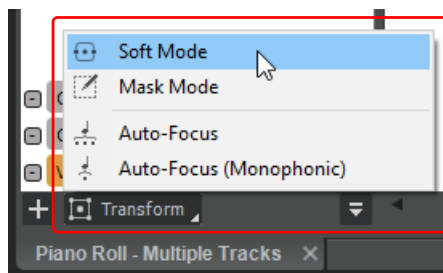 Soft Mode
Mask Mode
Auto-Focus
Auto-Focus (Monophonic)
Transform
Piano Roll - Multiple Tracks